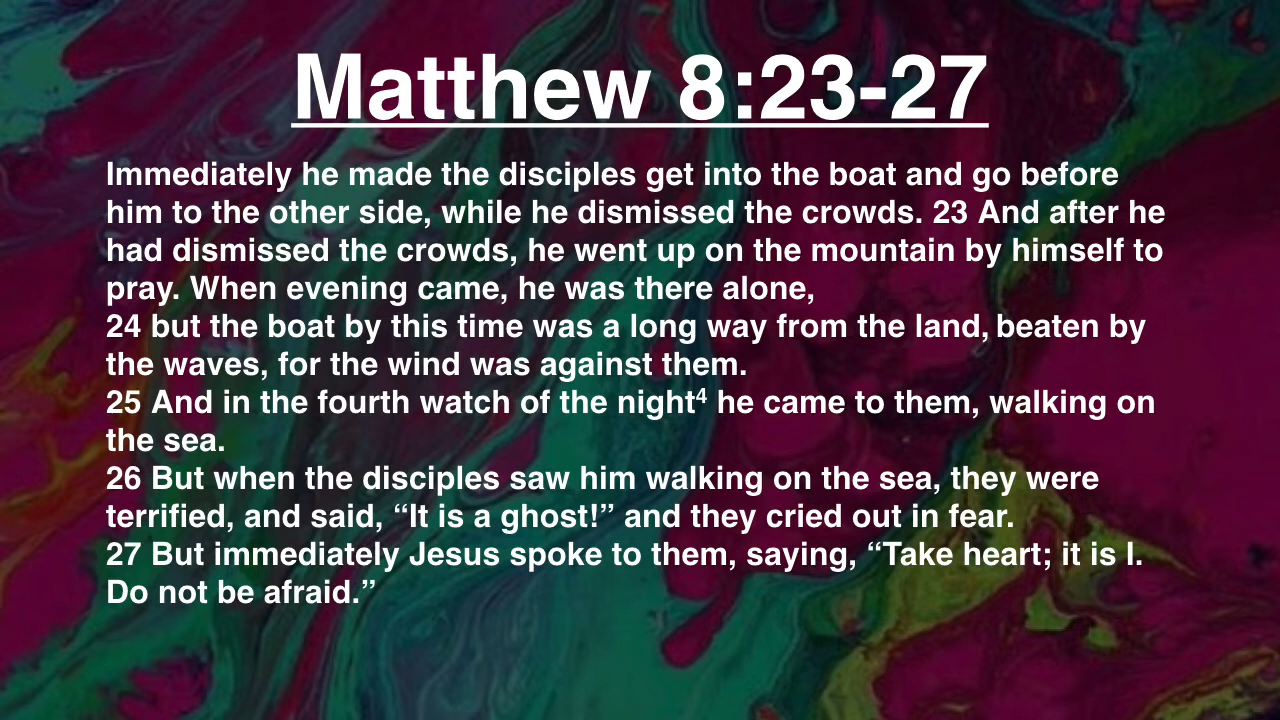 Matthew 8:23-27
Immediately he made the disciples get into the boat and go before
him to the other side, while he dismissed the crowds. 23 And after he
had dismissed the crowds, he went up on the mountain by himself to
pray. When evening came, he was there alone,
24 but the boat by this time was a long way from the land, beaten by
the waves, for the wind was against them.
25 And in the fourth watch of the night⁴ he came to them, walking on
the sea.
26 But when the disciples saw him walking on the sea, they were
terrified, and said, “It is a ghost!” and they cried out in fear.
27 But immediately Jesus spoke to them, saying, “Take heart; it is I.
Do not be afraid.”